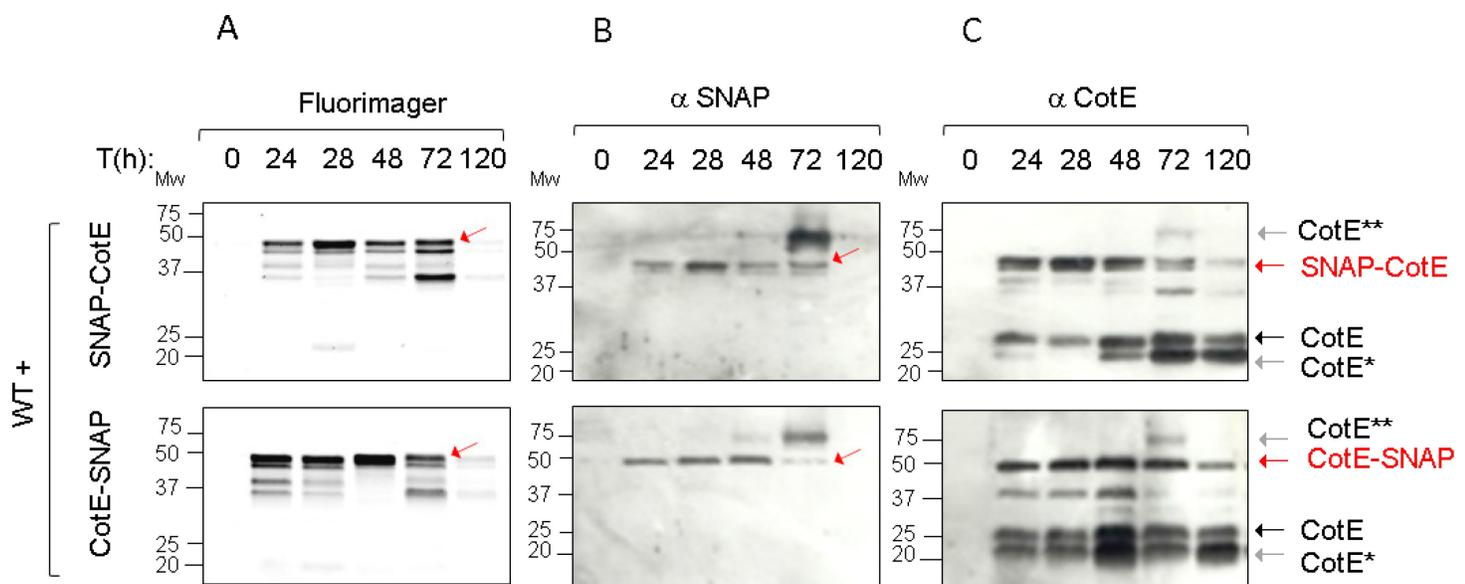 A B C
Fluorimager α SNAP α CotE
T(h): 0 24 28 48 72 120 0 24 28 48 72 120 0 24 28 48 72 120
Mw Mw Mw
WT +
SNAP-CotE
75 50 37 25 20
75 50 37 25 20
75 50 37 25 20
CotE**
SNAP-CotE
CotE
CotE*
CotE-SNAP
75 50 37 25 20
75 50 37 25 20
75 50 37 25 20
CotE**
CotE-SNAP
CotE
CotE*